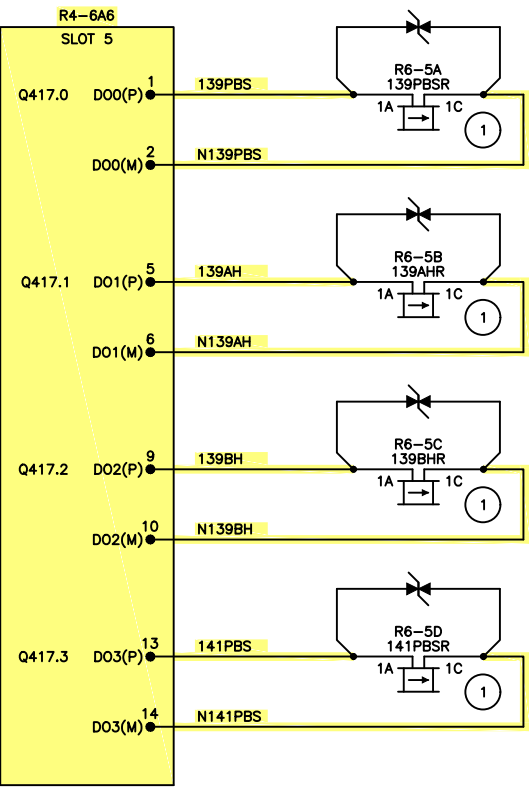 R4-6A6
SLOT 5
Q417.0 DO0(P) 1 139PBS
R6-5A
139PBSR
1A 1C
1
DO0(M) 2 N139PBS
Q417.1 DO1(P) 5 139AH
R6-5B
139AHR
1A 1C
1
DO1(M) 6 N139AH
Q417.2 DO2(P) 9 139BH
R6-5C
139BHR
1A 1C
1
DO2(M) 10 N139BH
Q417.3 DO3(P) 13 141PBS
R6-5D
141PBSR
1A 1C
1
DO3(M) 14 N141PBS